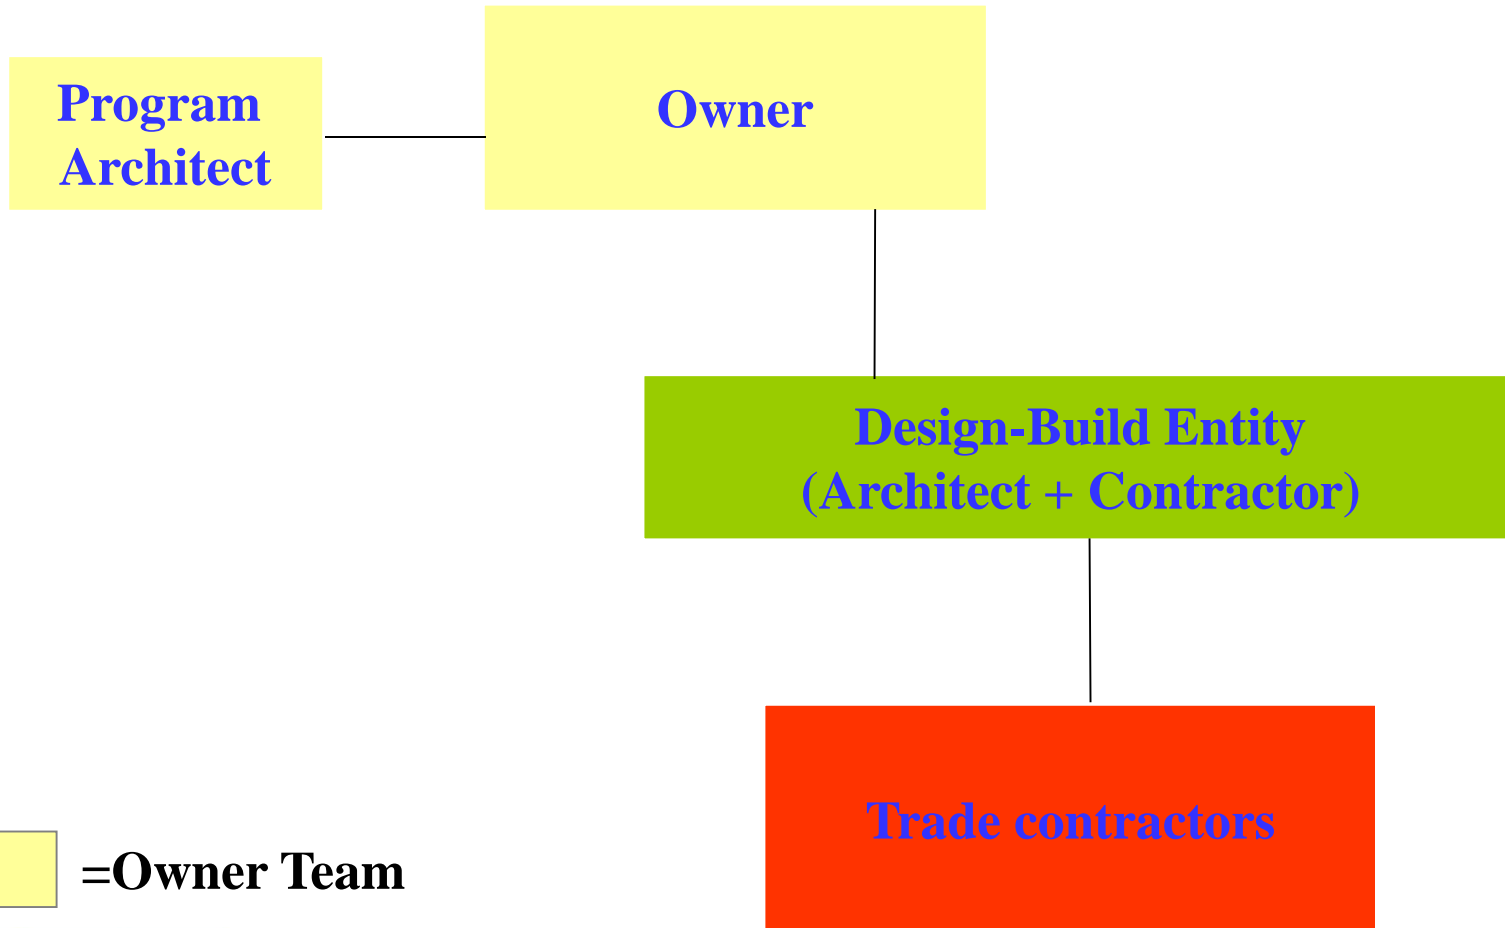 Program
Architect
Owner
Design-Build Entity
(Architect + Contractor)
Trade contractors
=Owner Team